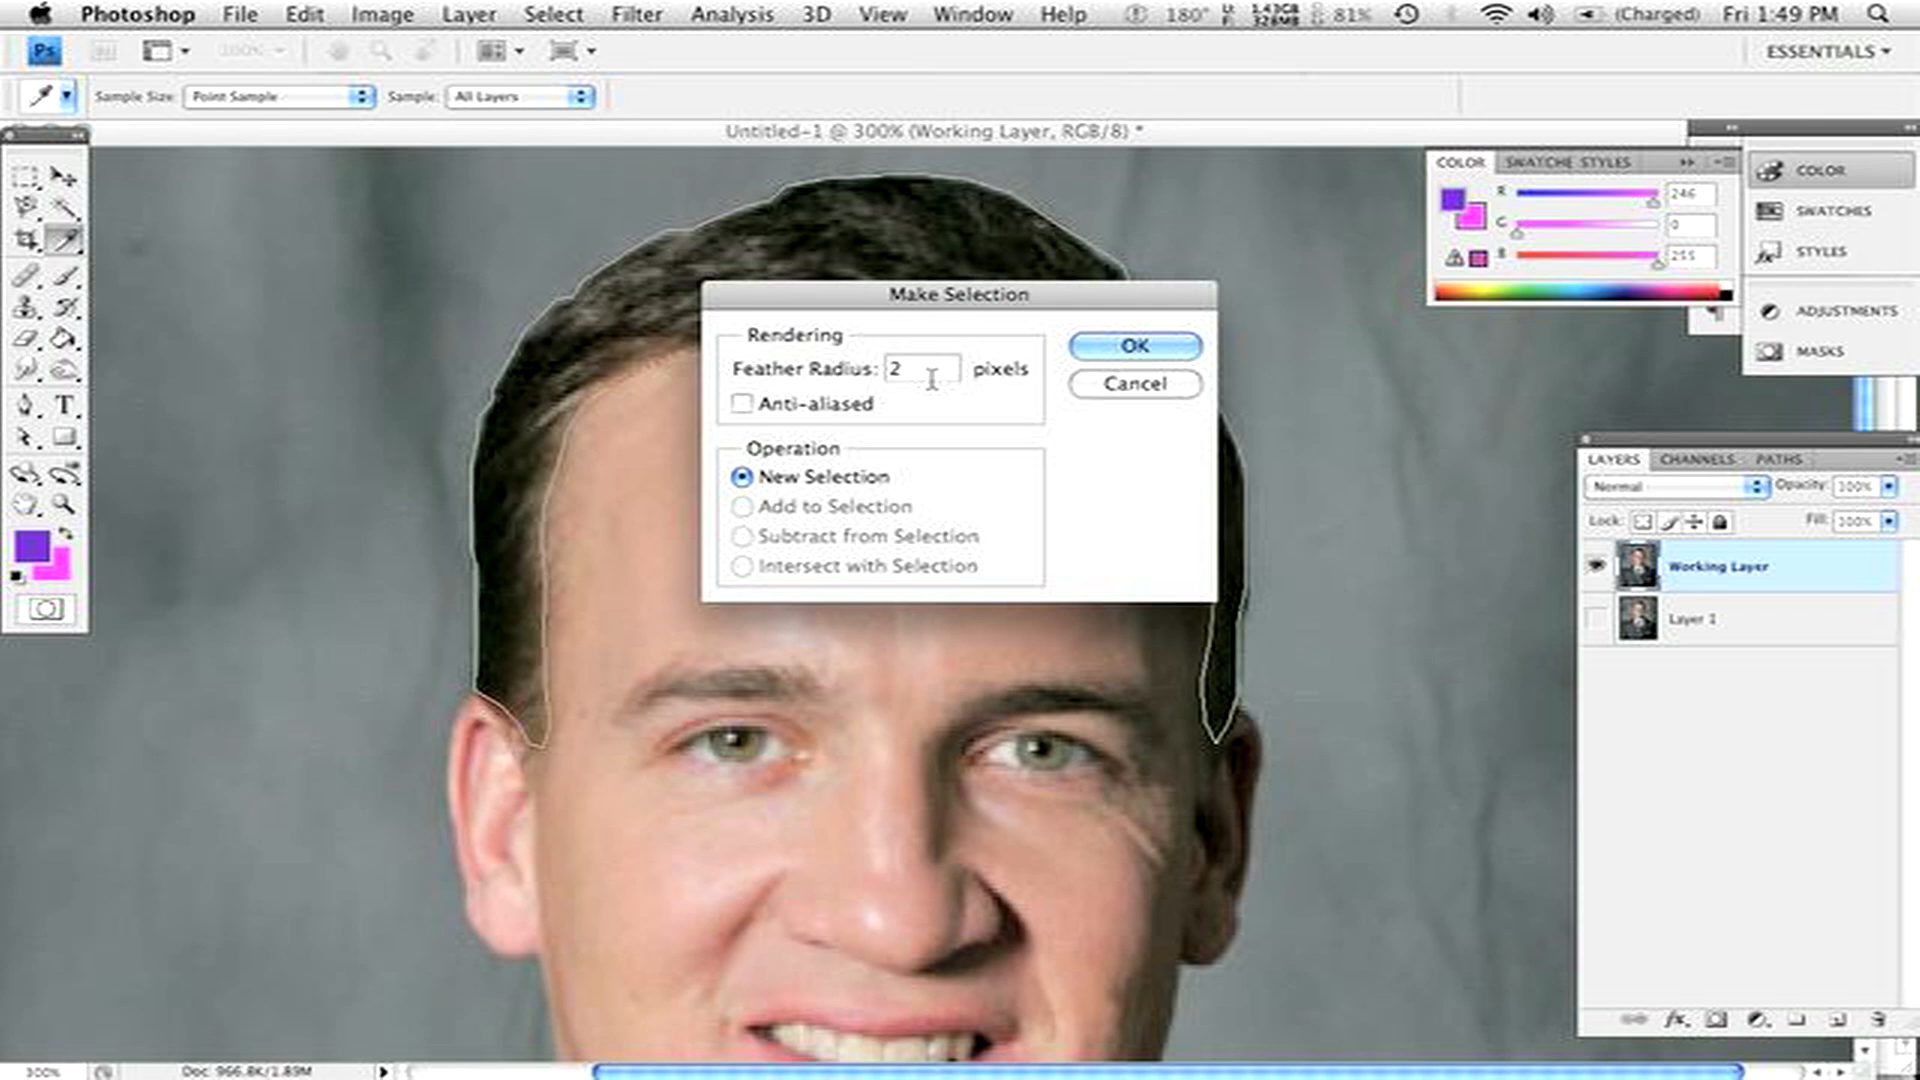 Photoshop File Edit Image Layer Select Filter Analysis 3D View Window Help 180° 1.43GB 328MB 81% (Charged) Fri 1:49 PM
Ps 100% ESSENTIALS
Sample Size: Point Sample Sample: All Layers
Untitled-1 @ 300% (Working Layer, RGB/8) *
COLOR SWATCHE STYLES
R 246
G 0
B 255
COLOR
SWATCHES
STYLES
ADJUSTMENTS
MASKS
Make Selection
Rendering
Feather Radius: 2 pixels
Anti-aliased
OK
Cancel
Operation
New Selection
Add to Selection
Subtract from Selection
Intersect with Selection
T
LAYERS CHANNELS PATHS
Normal Opacity: 100%
Lock: Fill: 100%
Working Layer
Layer 1
fx
300% Doc: 966.8K/1.89M